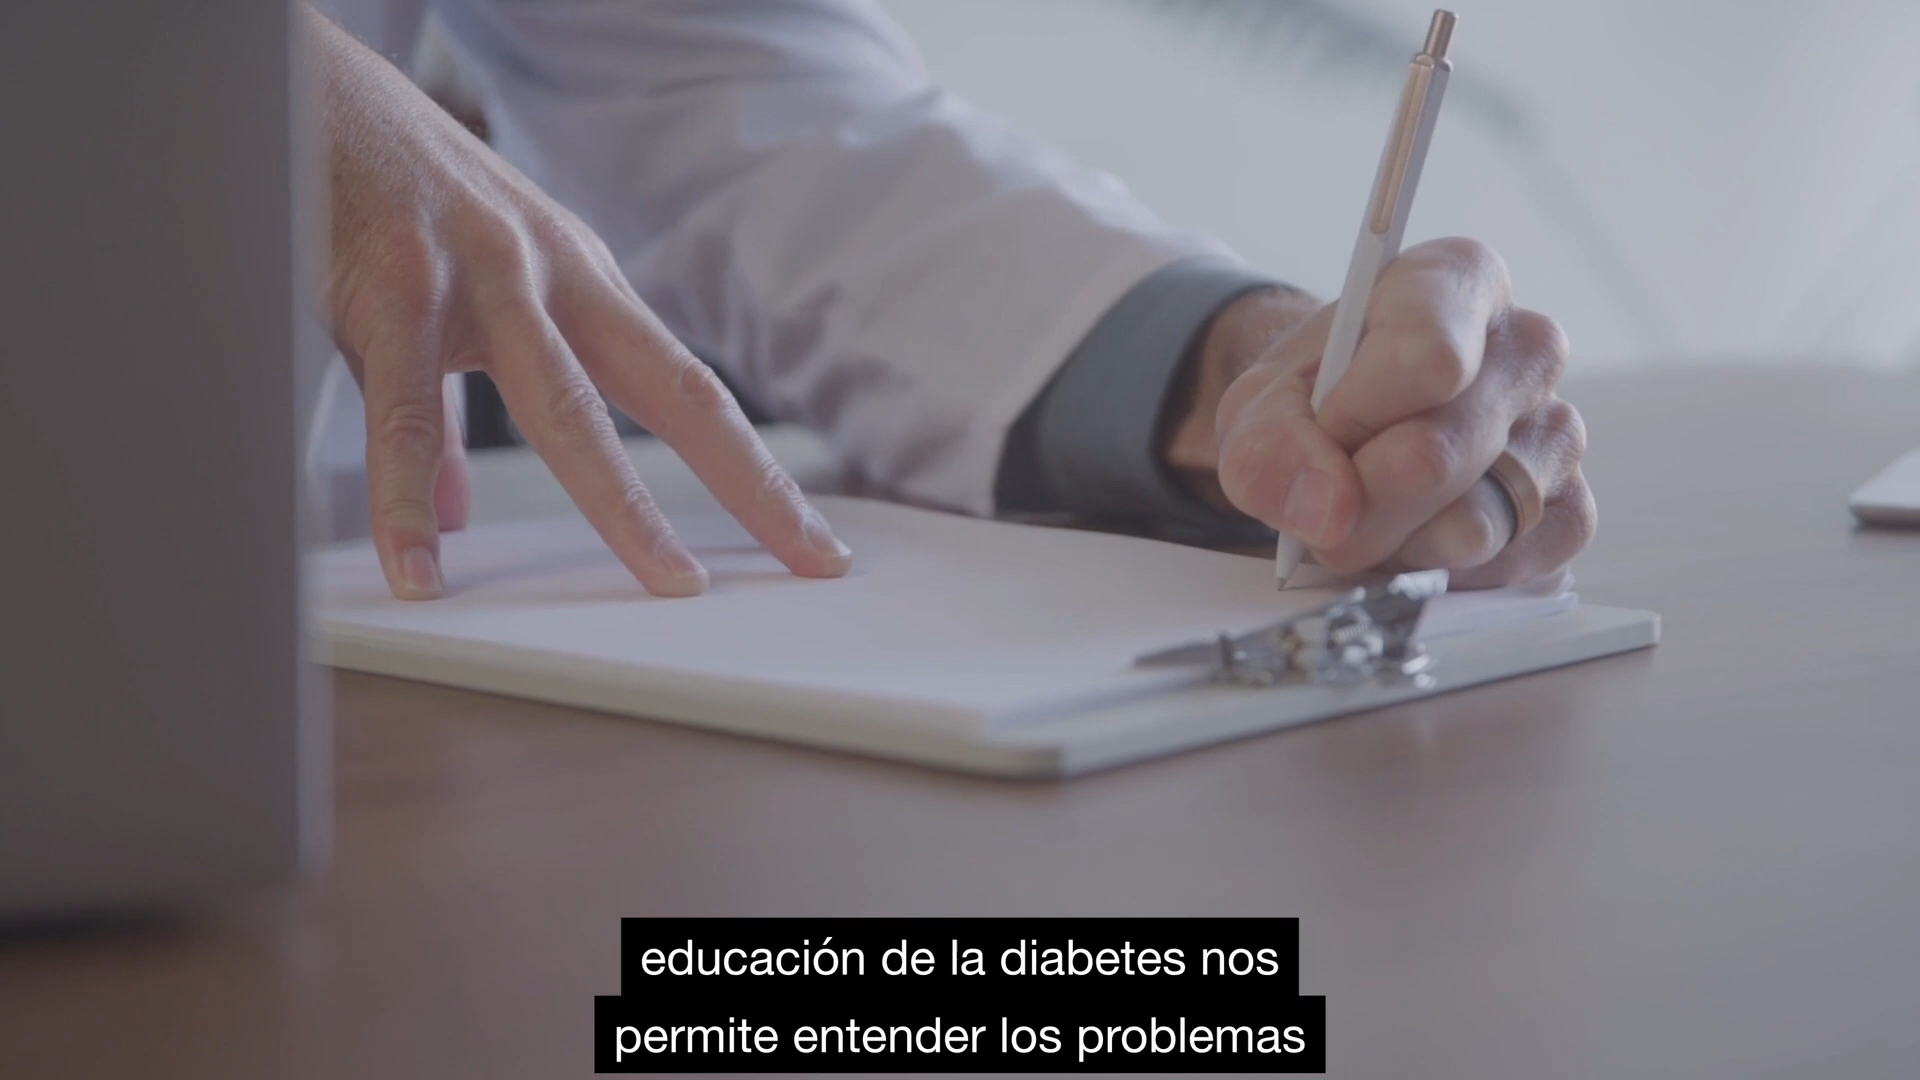 educación de la diabetes nos
permite entender los problemas